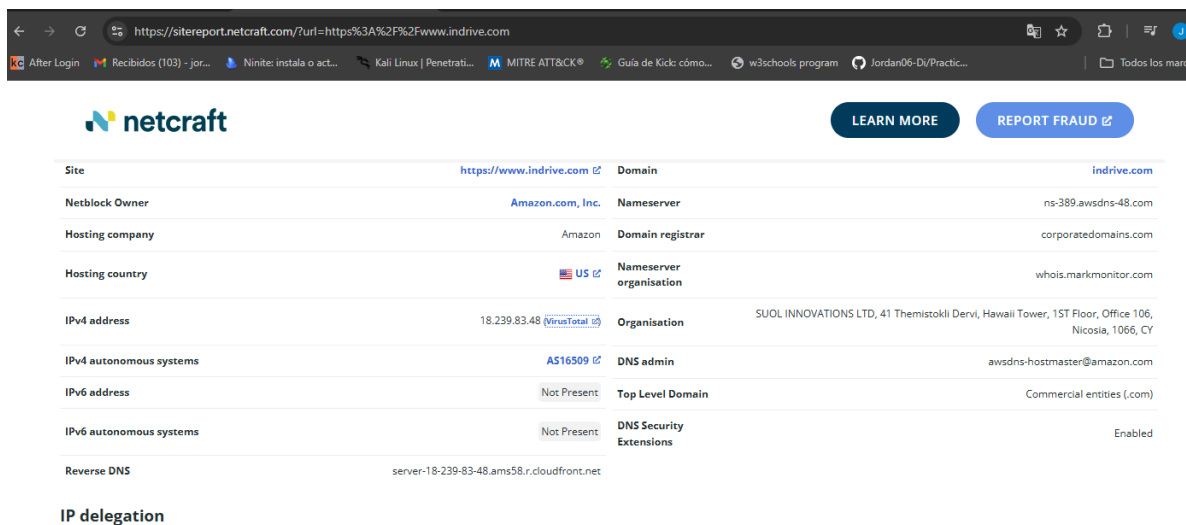 https://sitereport.netcraft.com/?url=https%3A%2F%2Fwww.indrive.com
After Login Recibidos (103) - jor... Ninite: instala o act... Kali Linux | Penetrati... MITRE ATT&CK® Guía de Kick: cómo... w3schools program Jordan06-Di/Practic... Todos los marc
netcraft LEARN MORE REPORT FRAUD
Site https://www.indrive.com Domain indrive.com
Netblock Owner Amazon.com, Inc. Nameserver ns-389.awsdns-48.com
Hosting company Amazon Domain registrar corporatedomains.com
Hosting country US Nameserver organisation whois.markmonitor.com
IPv4 address 18.239.83.48 (VirusTotal) Organisation SUOL INNOVATIONS LTD, 41 Themistokli Dervi, Hawaii Tower, 1ST Floor, Office 106,
Nicosia, 1066, CY
IPv4 autonomous systems AS16509 DNS admin awsdns-hostmaster@amazon.com
IPv6 address Not Present Top Level Domain Commercial entities (.com)
IPv6 autonomous systems Not Present DNS Security Extensions Enabled
Reverse DNS server-18-239-83-48.ams58.r.cloudfront.net
IP delegation